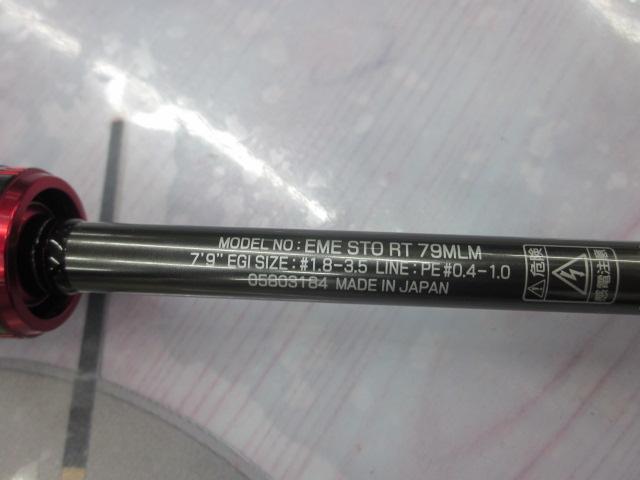 MODEL NO : EME STO RT 79MLM
7'9" EGI SIZE : #1.8-3.5 LINE : PE#0.4-1.0
05803184 MADE IN JAPAN
危険
感電注意